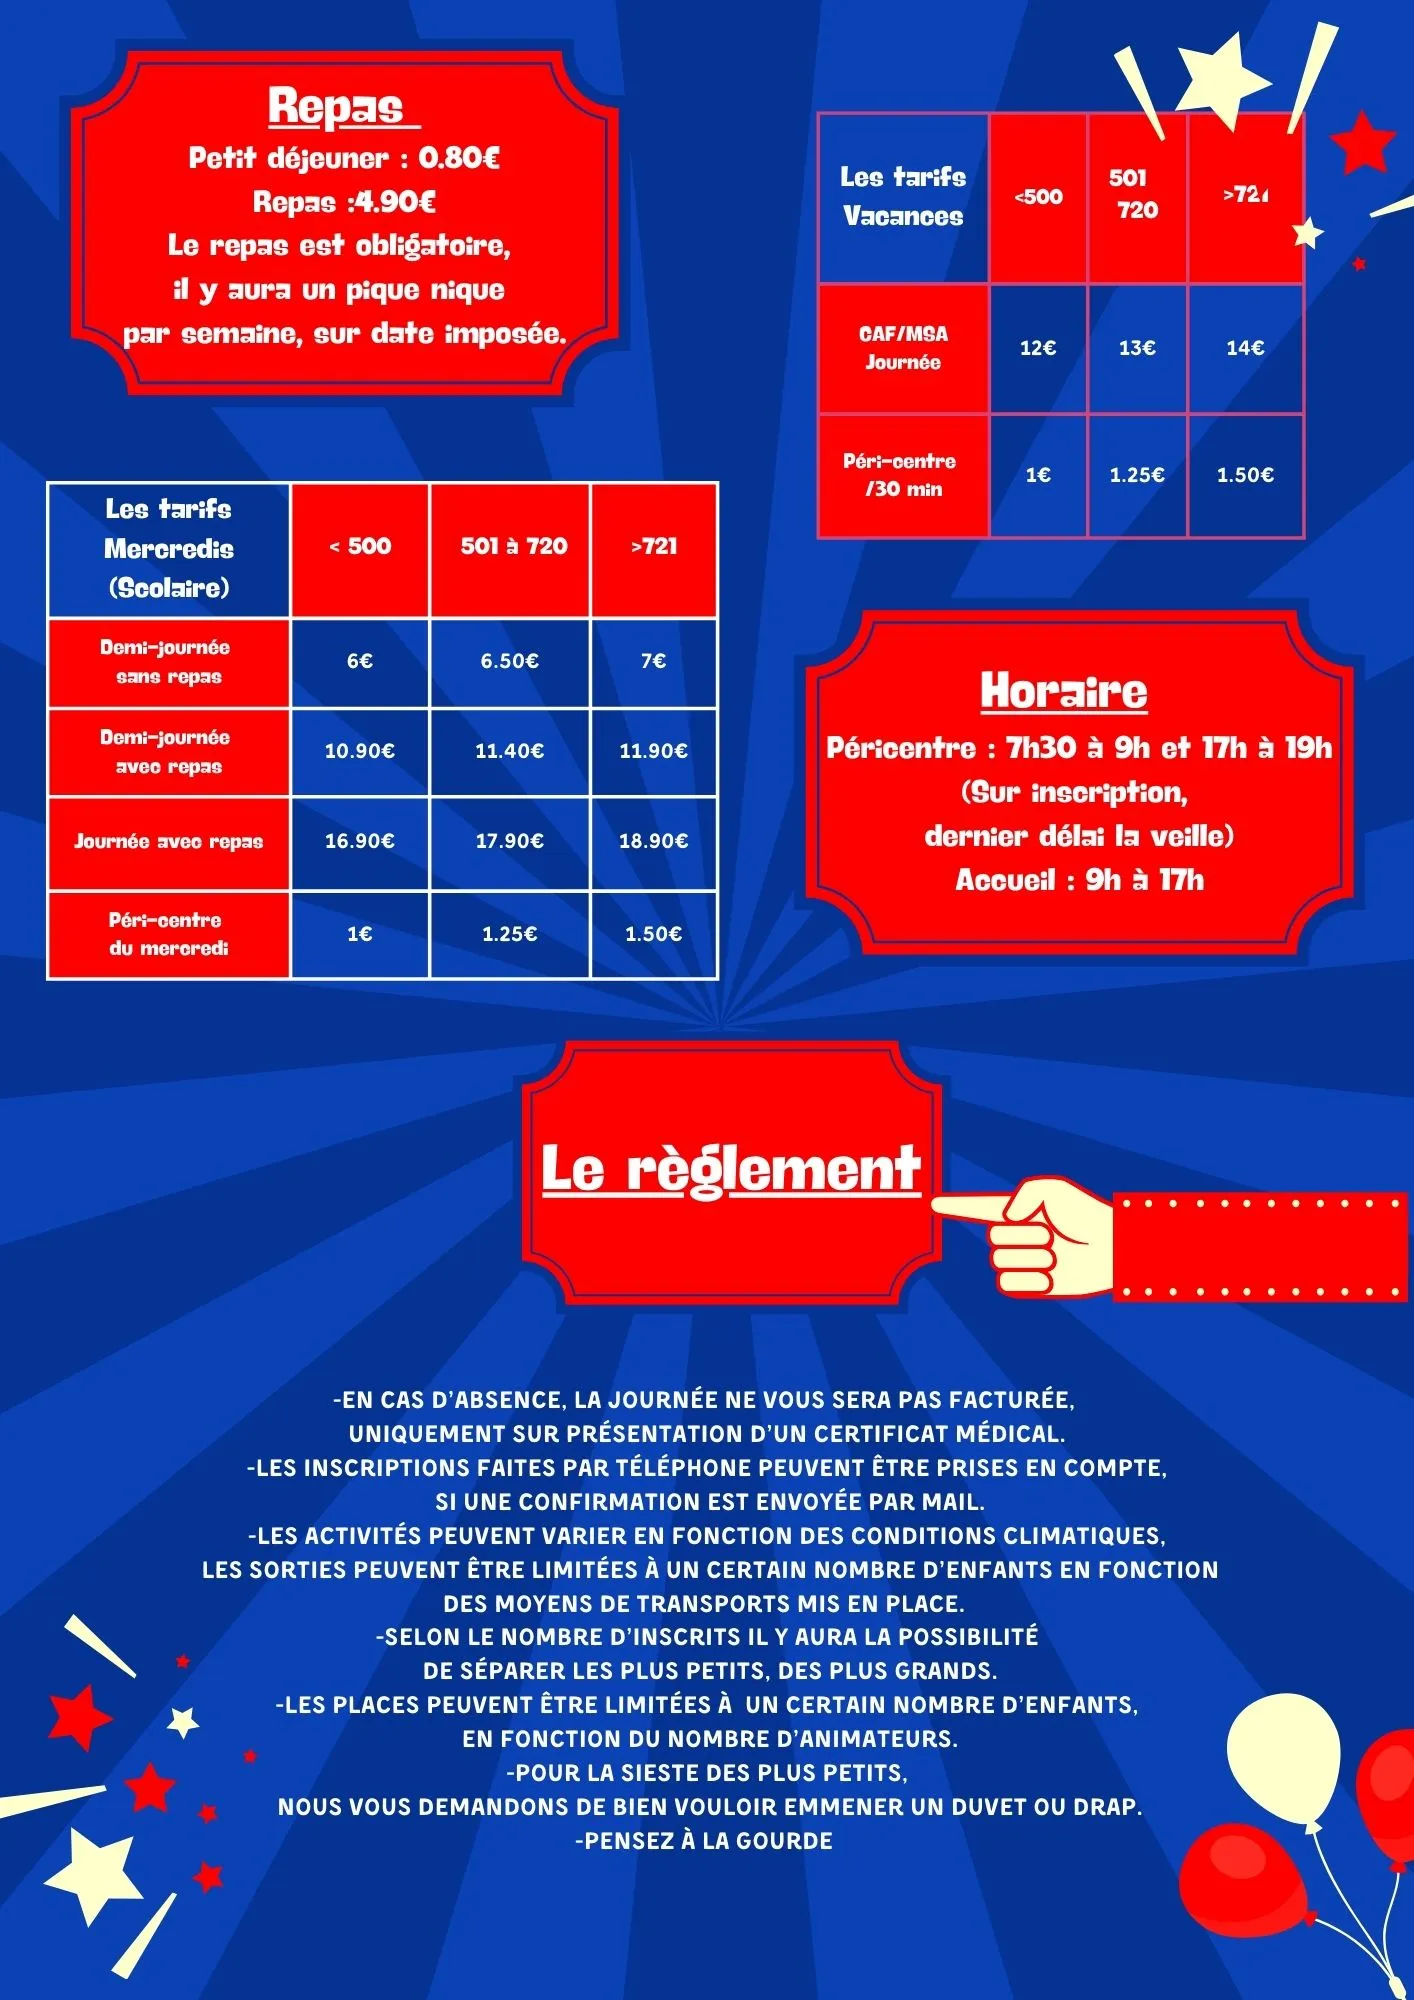 Repas
Petit déjeuner : 0.80€
Repas :4.90€
Le repas est obligatoire,
il y aura un pique nique
par semaine, sur date imposée.
Les tarifs
Vacances
<500
501
720
CAF/MSA
Journée
12€
13€
14€
Péri-centre
/30 min
1€
1.25€
1.50€
Les tarifs
Mercredis
(Scolaire)
< 500
501 à 720
>721
Demi-journée
sans repas
6€
6.50€
7€
Demi-journée
avec repas
10.90€
11.40€
11.90€
Journée avec repas
16.90€
17.90€
18.90€
Péri-centre
du mercredi
1€
1.25€
1.50€
Horaire
Péricentre : 7h30 à 9h et 17h à 19h
(Sur inscription,
dernier délai la veille)
Accueil : 9h à 17h
Le règlement
-EN CAS D'ABSENCE, LA JOURNÉE NE VOUS SERA PAS FACTURÉE,
UNIQUEMENT SUR PRÉSENTATION D'UN CERTIFICAT MÉDICAL.
-LES INSCRIPTIONS FAITES PAR TÉLÉPHONE PEUVENT ÊTRE PRISES EN COMPTE,
SI UNE CONFIRMATION EST ENVOYÉE PAR MAIL.
-LES ACTIVITÉS PEUVENT VARIER EN FONCTION DES CONDITIONS CLIMATIQUES,
LES SORTIES PEUVENT ÊTRE LIMITÉES À UN CERTAIN NOMBRE D'ENFANTS EN FONCTION
DES MOYENS DE TRANSPORTS MIS EN PLACE.
-SELON LE NOMBRE D'INSCRITS IL Y AURA LA POSSIBILITÉ
DE SÉPARER LES PLUS PETITS, DES PLUS GRANDS.
-LES PLACES PEUVENT ÊTRE LIMITÉES À UN CERTAIN NOMBRE D'ENFANTS,
EN FONCTION DU NOMBRE D'ANIMATEURS.
-POUR LA SIESTE DES PLUS PETITS,
NOUS VOUS DEMANDONS DE BIEN VOULOIR EMMENER UN DUVET OU DRAP.
-PENSEZ À LA GOURDE